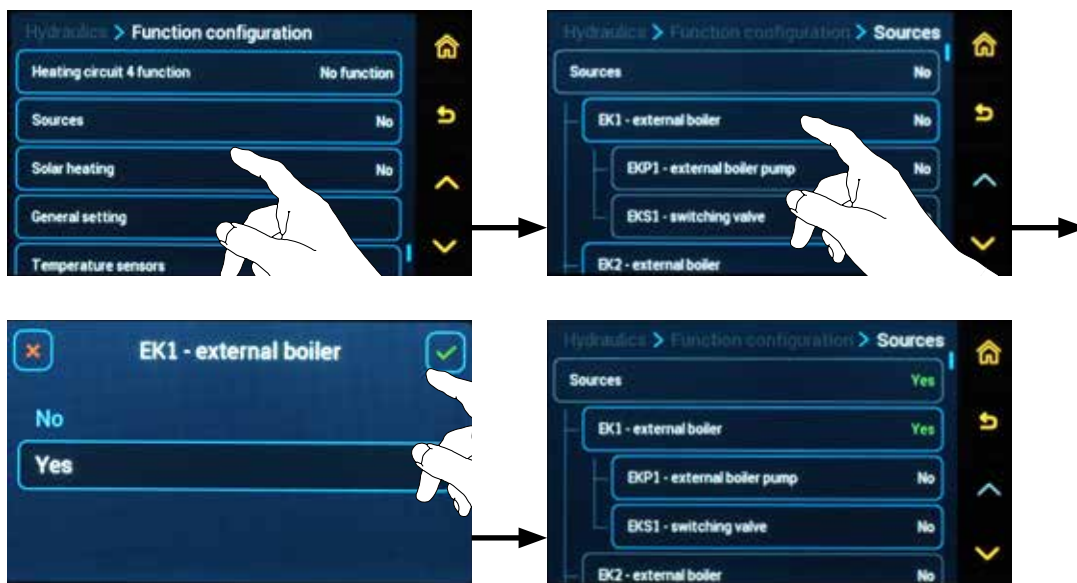 Hydraulics > Function configuration
Heating circuit 4 function No function
Sources No
Solar heating No
General setting
Temperature sensors
Hydraulics > Function configuration > Sources
Sources No
EK1 - external boiler No
EKP1 - external boiler pump No
EKS1 - switching valve
EK2 - external boiler
EK1 - external boiler
No
Yes
Hydraulics > Function configuration > Sources
Sources Yes
EK1 - external boiler Yes
EKP1 - external boiler pump No
EKS1 - switching valve No
EK2 - external boiler No